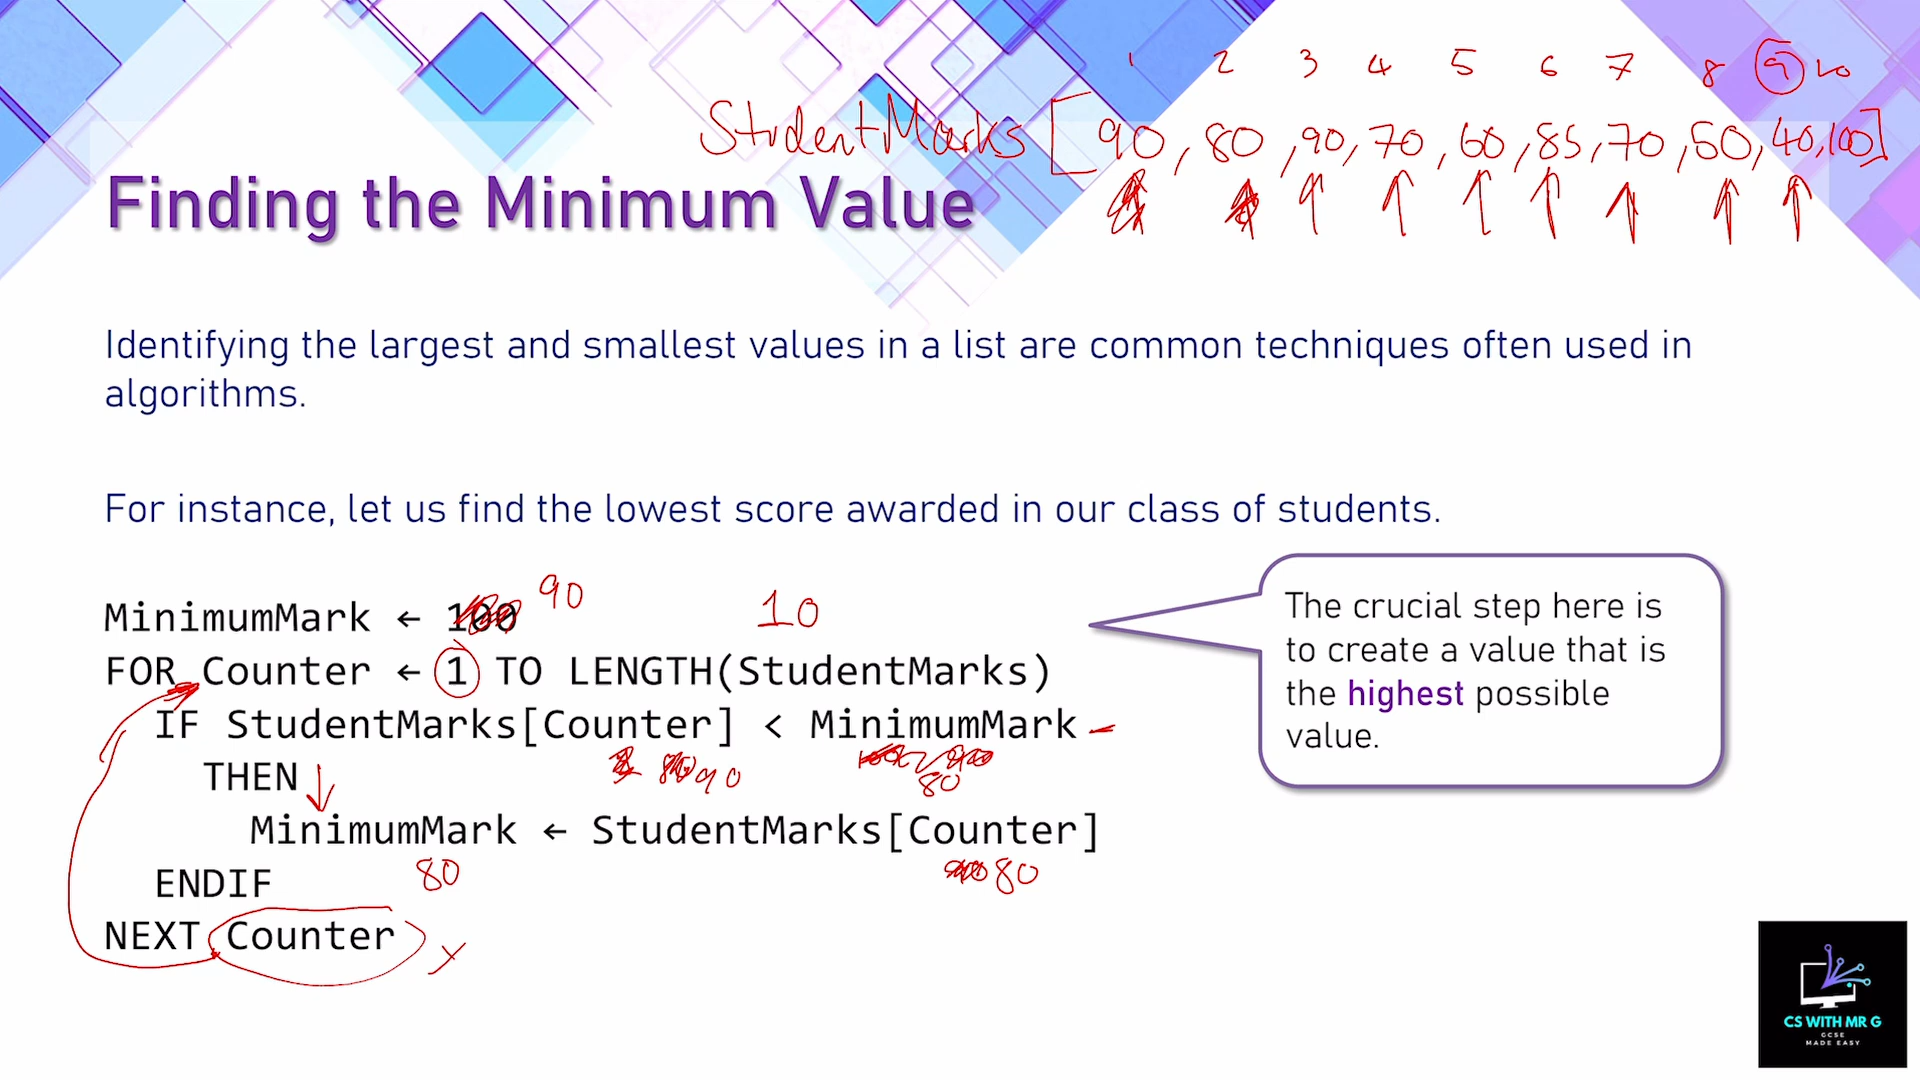 1 2 3 4 5 6 7 8 9 10
StudentMarks [90, 80, 90, 70, 60, 85, 70, 50, 40, 100]
Finding the Minimum Value
Identifying the largest and smallest values in a list are common techniques often used in
algorithms.
For instance, let us find the lowest score awarded in our class of students.
90
10
MinimumMark ← 100
FOR Counter ← 1 TO LENGTH(StudentMarks)
IF StudentMarks[Counter] < MinimumMark
90
80
THEN
MinimumMark ← StudentMarks[Counter]
80 80
ENDIF
NEXT Counter
The crucial step here is
to create a value that is
the highest possible
value.
CS WITH MR G
GCSE
MADE EASY